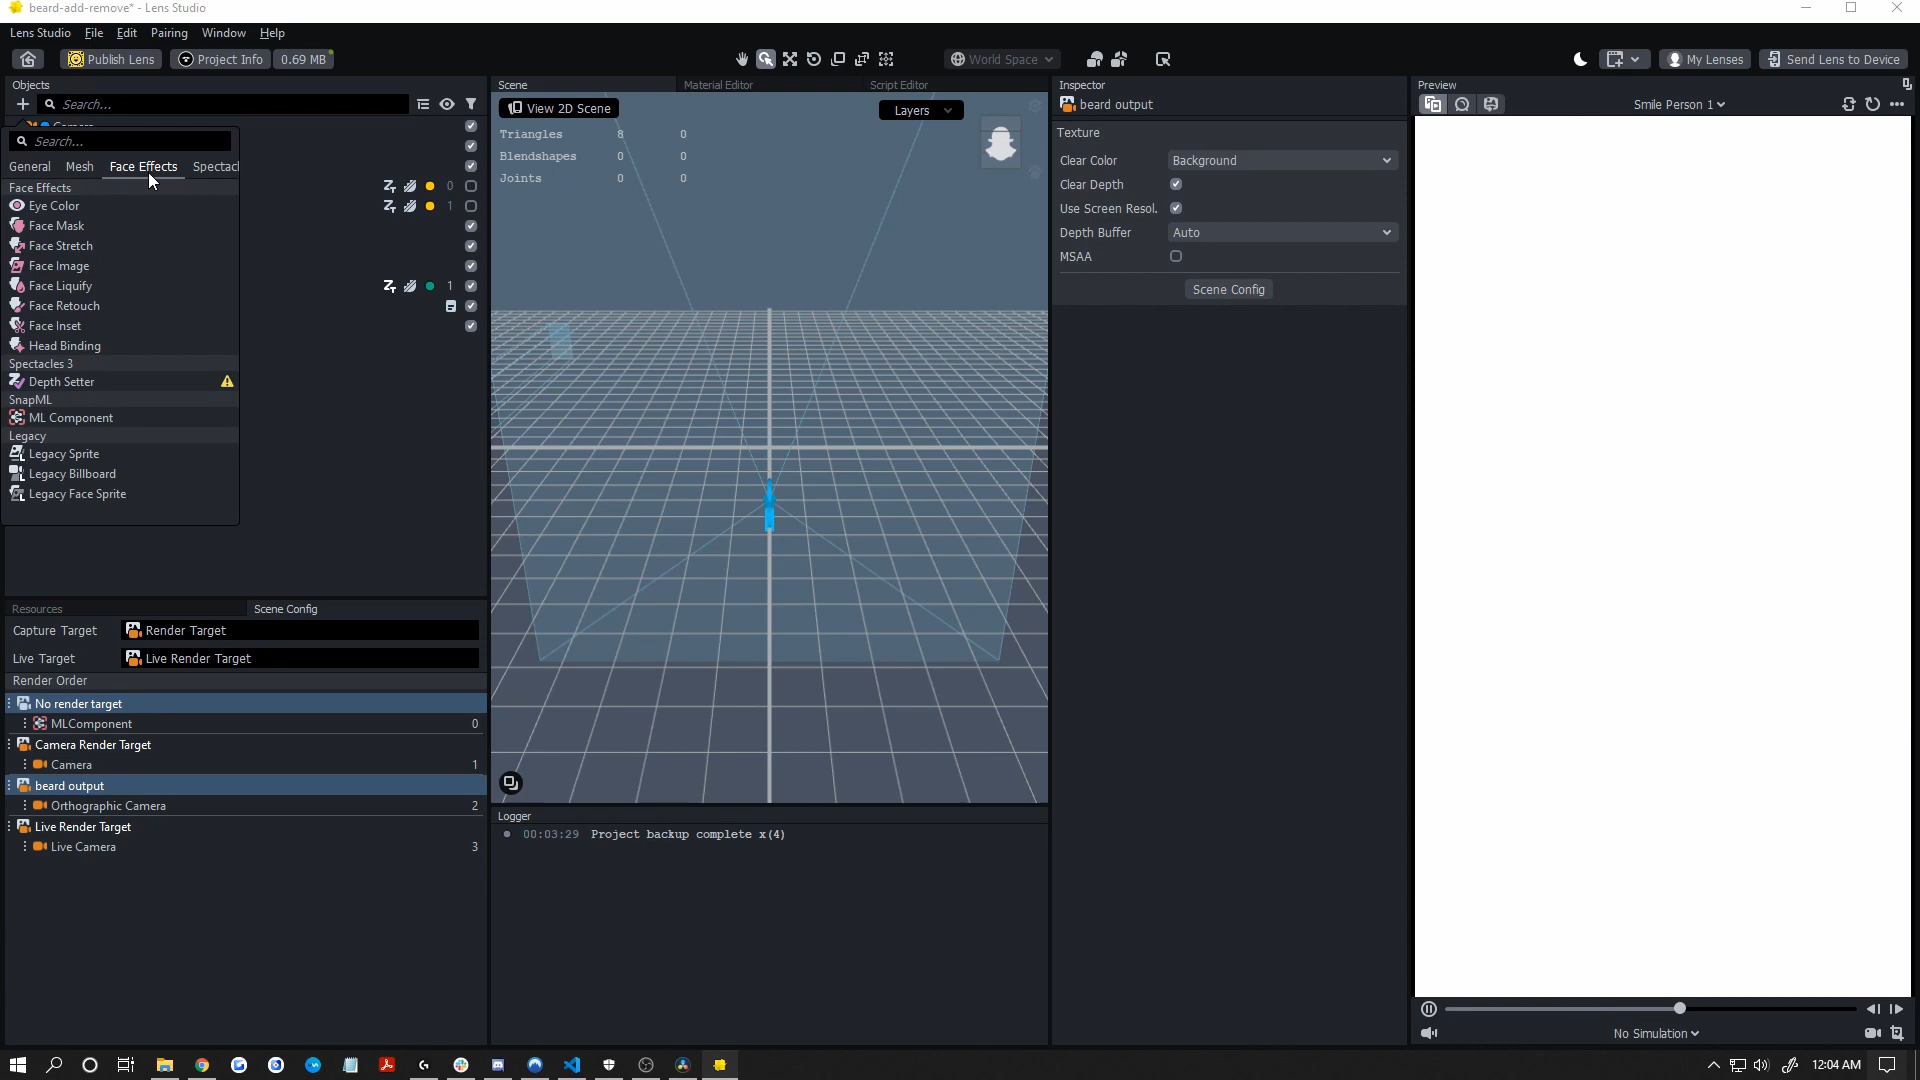 beard-add-remove* - Lens Studio
Lens Studio File Edit Pairing Window Help
Publish Lens Project Info 0.69 MB World Space My Lenses Send Lens to Device
Objects
Search...
Camera
Search...
General Mesh Face Effects Spectacl
Face Effects
0
Eye Color
1
Face Mask
Face Stretch
Face Image
Face Liquify
1
Face Retouch
Face Inset
Head Binding
Spectacles 3
Depth Setter
SnapML
ML Component
Legacy
Legacy Sprite
Legacy Billboard
Legacy Face Sprite
Resources Scene Config
Capture Target Render Target
Live Target Live Render Target
Render Order
No render target
MLComponent 0
Camera Render Target
Camera 1
beard output
Orthographic Camera 2
Live Render Target
Live Camera 3
Scene Material Editor Script Editor
View 2D Scene Layers
Triangles 8 0
Blendshapes 0 0
Joints 0 0
Logger
00:03:29 Project backup complete x(4)
Inspector
beard output
Texture
Clear Color Background
Clear Depth
Use Screen Resol.
Depth Buffer Auto
MSAA
Scene Config
Preview
Smile Person 1
No Simulation
12:04 AM